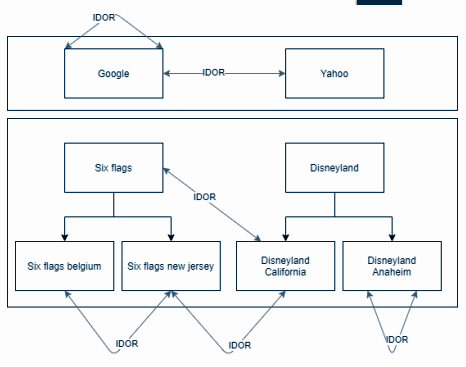 IDOR
Google
IDOR
Yahoo
Six flags
Disneyland
IDOR
Six flags belgium
Six flags new jersey
Disneyland
California
Disneyland
Anaheim
IDOR
IDOR
IDOR